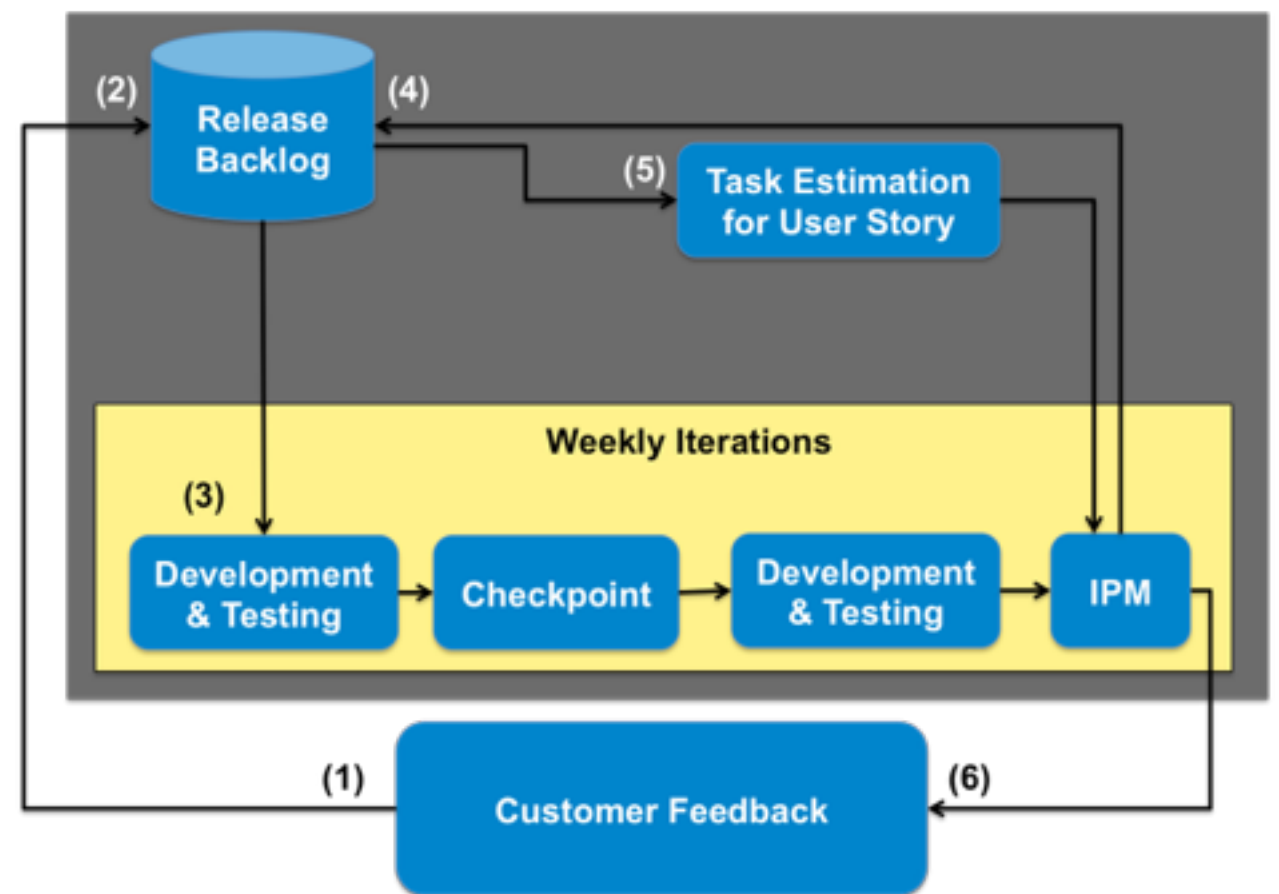 (2)
Release
Backlog
(4)
(5)
Task Estimation
for User Story
Weekly Iterations
(3)
Development
& Testing
Checkpoint
Development
& Testing
IPM
(1)
Customer Feedback
(6)